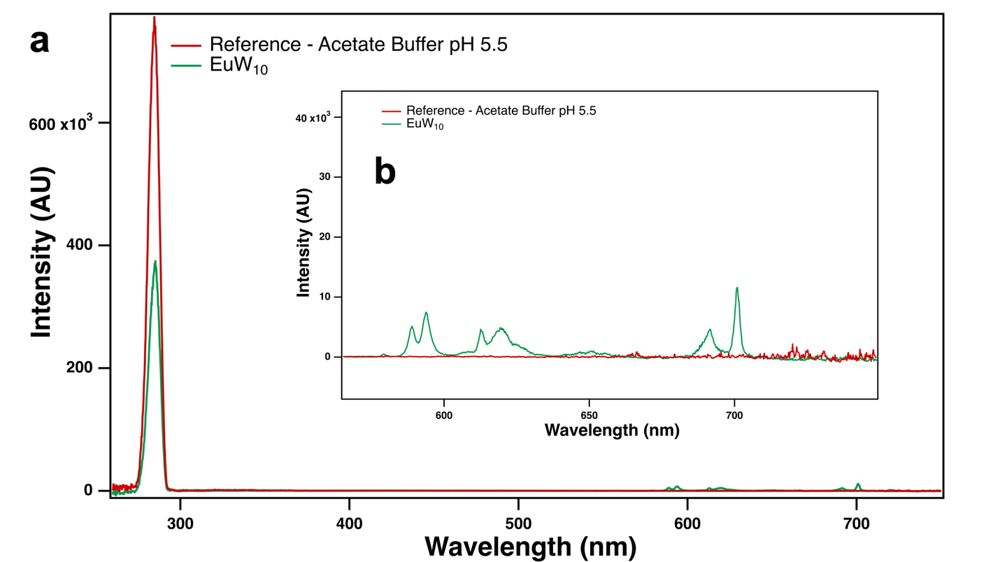 a
Reference - Acetate Buffer pH 5.5
EuW₁₀
600 x10³
400
200
0
Intensity (AU)
300
400
500
600
700
Wavelength (nm)
b
Reference - Acetate Buffer pH 5.5
EuW₁₀
40 x10³
30
20
10
0
Intensity (AU)
600
650
700
Wavelength (nm)